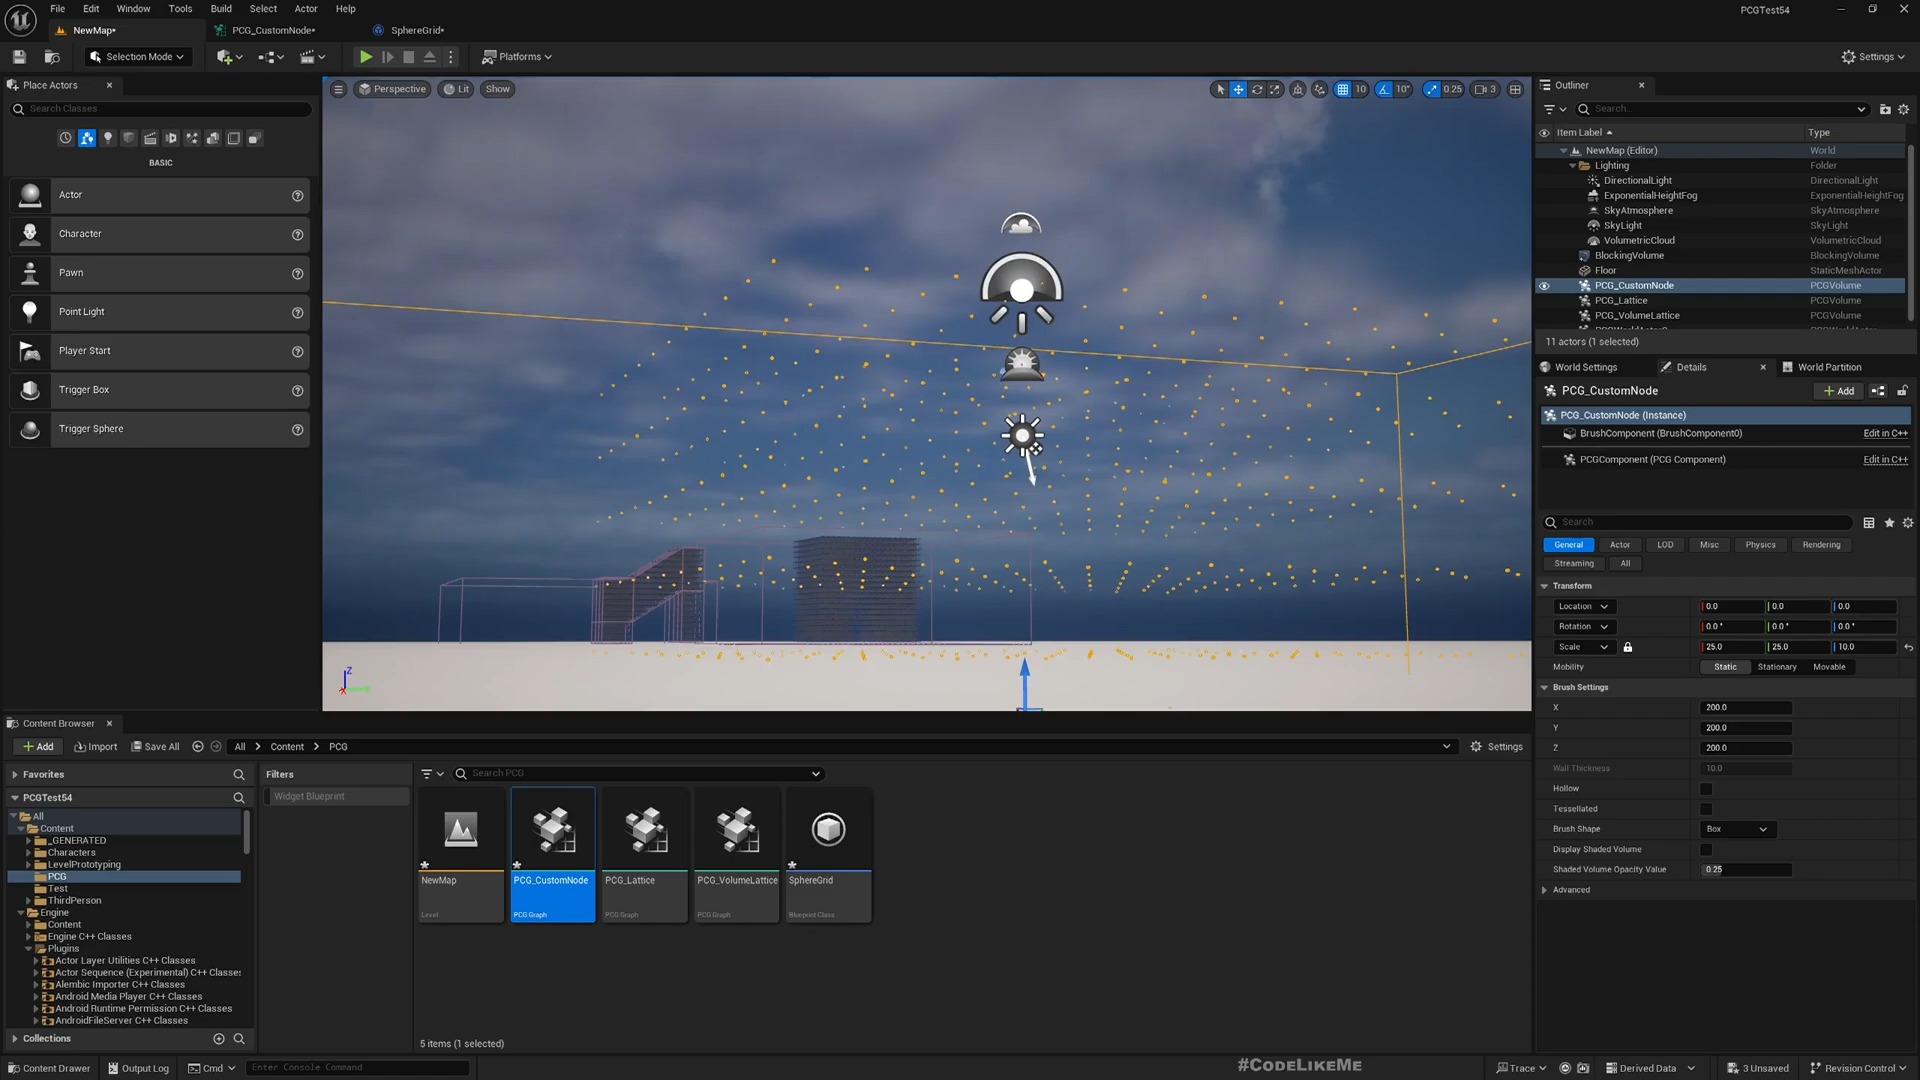 File Edit Window Tools Build Select Actor Help
PCGTest54
NewMap•
PCG_CustomNode•
SphereGrid•
Selection Mode
Platforms
Settings
Place Actors
Search Classes
BASIC
Actor
Character
Pawn
Point Light
Player Start
Trigger Box
Trigger Sphere
Perspective
Lit
Show
10
10°
0.25
3
Z
Outliner
Search...
Item Label
Type
NewMap (Editor) World
Lighting Folder
DirectionalLight DirectionalLight
ExponentialHeightFog ExponentialHeightFog
SkyAtmosphere SkyAtmosphere
SkyLight SkyLight
VolumetricCloud VolumetricCloud
BlockingVolume BlockingVolume
Floor StaticMeshActor
PCG_CustomNode PCGVolume
PCG_Lattice PCGVolume
PCG_VolumeLattice PCGVolume
11 actors (1 selected)
World Settings
Details
World Partition
PCG_CustomNode
Add
PCG_CustomNode (Instance)
BrushComponent (BrushComponent0) Edit in C++
PCGComponent (PCG Component) Edit in C++
Search
General Actor LOD Misc Physics Rendering
Streaming All
Transform
Location 0.0 0.0 0.0
Rotation 0.0 ° 0.0 ° 0.0 °
Scale 25.0 25.0 10.0
Mobility Static Stationary Movable
Brush Settings
X 200.0
Y 200.0
Z 200.0
Wall Thickness 10.0
Hollow
Tessellated
Brush Shape Box
Display Shaded Volume
Shaded Volume Opacity Value 0.25
Advanced
Content Browser
Add Import Save All All Content PCG Settings
Favorites
PCGTest54
All
Content
_GENERATED
Characters
LevelPrototyping
PCG
Test
ThirdPerson
Engine
Content
Engine C++ Classes
Plugins
Actor Layer Utilities C++ Classes
Actor Sequence (Experimental) C++ Classes
Alembic Importer C++ Classes
Android Media Player C++ Classes
Android Runtime Permission C++ Classes
AndroidFileServer C++ Classes
Collections
Filters
Widget Blueprint
Search PCG
NewMap
Level
PCG_CustomNode
PCG Graph
PCG_Lattice
PCG Graph
PCG_VolumeLattice
PCG Graph
SphereGrid
Blueprint Class
5 items (1 selected)
#CodeLikeMe
Content Drawer Output Log Cmd Enter Console Command
Trace Derived Data 3 Unsaved Revision Control